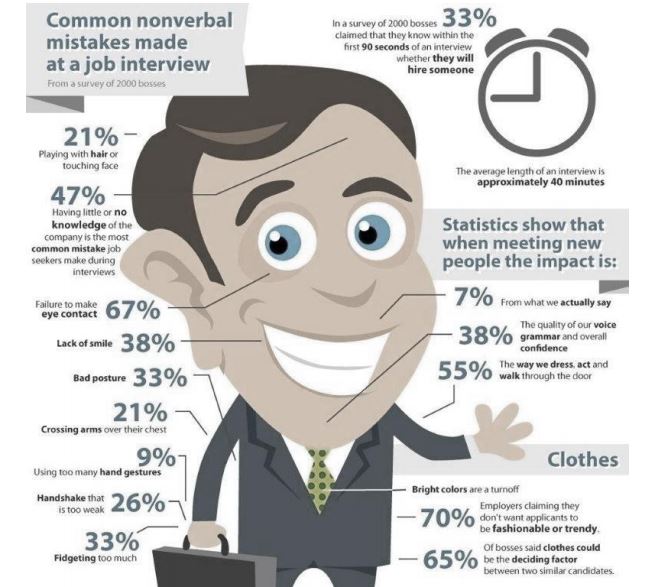 Common nonverbal
mistakes made
at a job interview
From a survey of 2000 bosses
In a survey of 2000 bosses 33%
claimed that they know within the
first 90 seconds of an interview
whether they will
hire someone
The average length of an interview is
approximately 40 minutes
21%
Playing with hair or
touching face
47%
Having little or no
knowledge of the
company is the most
common mistake job
seekers make during
interviews
Failure to make
eye contact 67%
Lack of smile 38%
Bad posture 33%
21%
Crossing arms over their chest
9%
Using too many hand gestures
Handshake that
is too weak 26%
33%
Fidgeting too much
Statistics show that
when meeting new
people the impact is:
7% From what we actually say
38% The quality of our voice
grammar and overall
confidence
55% The way we dress, act and
walk through the door
Clothes
Bright colors are a turnoff
70% Employers claiming they
don't want applicants to
be fashionable or trendy.
65% Of bosses said clothes could
be the deciding factor
between two similar candidates.